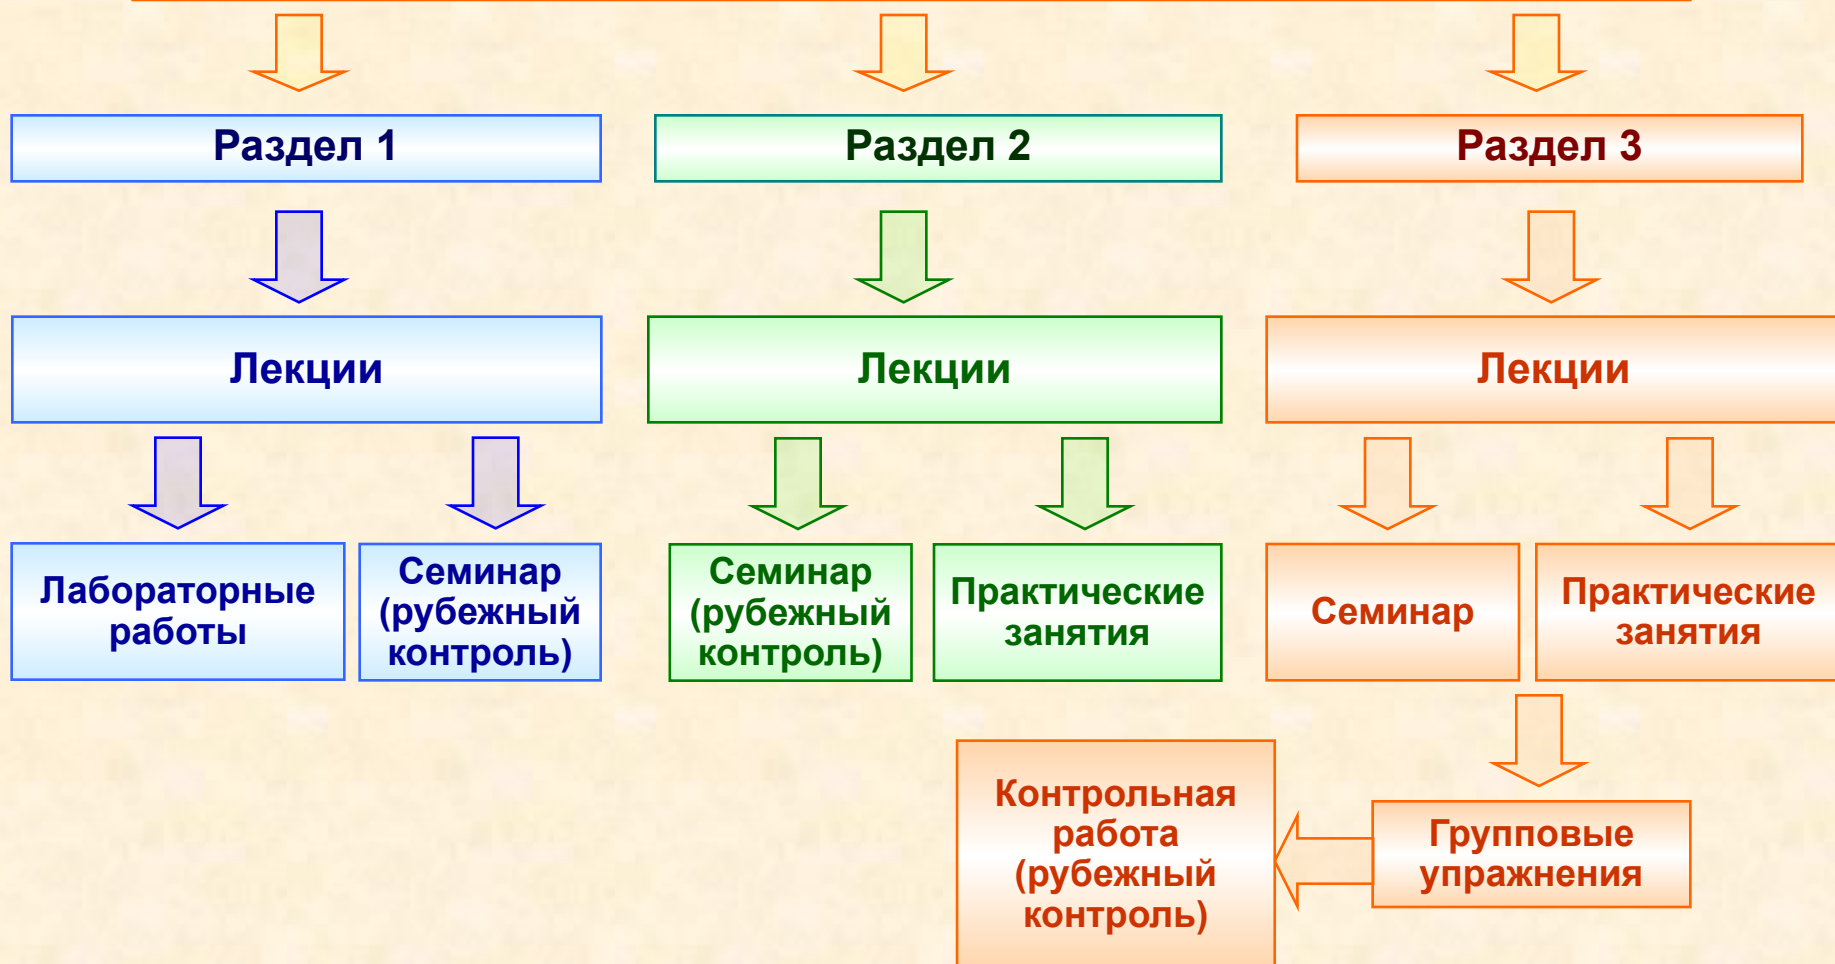 Раздел 1
Раздел 2
Раздел 3
Лекции
Лекции
Лекции
Лабораторные
работы
Семинар
(рубежный
контроль)
Семинар
(рубежный
контроль)
Практические
занятия
Семинар
Практические
занятия
Контрольная
работа
(рубежный
контроль)
Групповые
упражнения